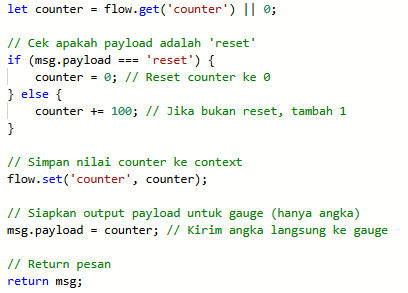 let counter = flow.get('counter') || 0;
// Cek apakah payload adalah 'reset'
if (msg.payload === 'reset') {
    counter = 0; // Reset counter ke 0
} else {
    counter += 100; // Jika bukan reset, tambah 1
}
// Simpan nilai counter ke context
flow.set('counter', counter);
// Siapkan output payload untuk gauge (hanya angka)
msg.payload = counter; // Kirim angka langsung ke gauge
// Return pesan
return msg;